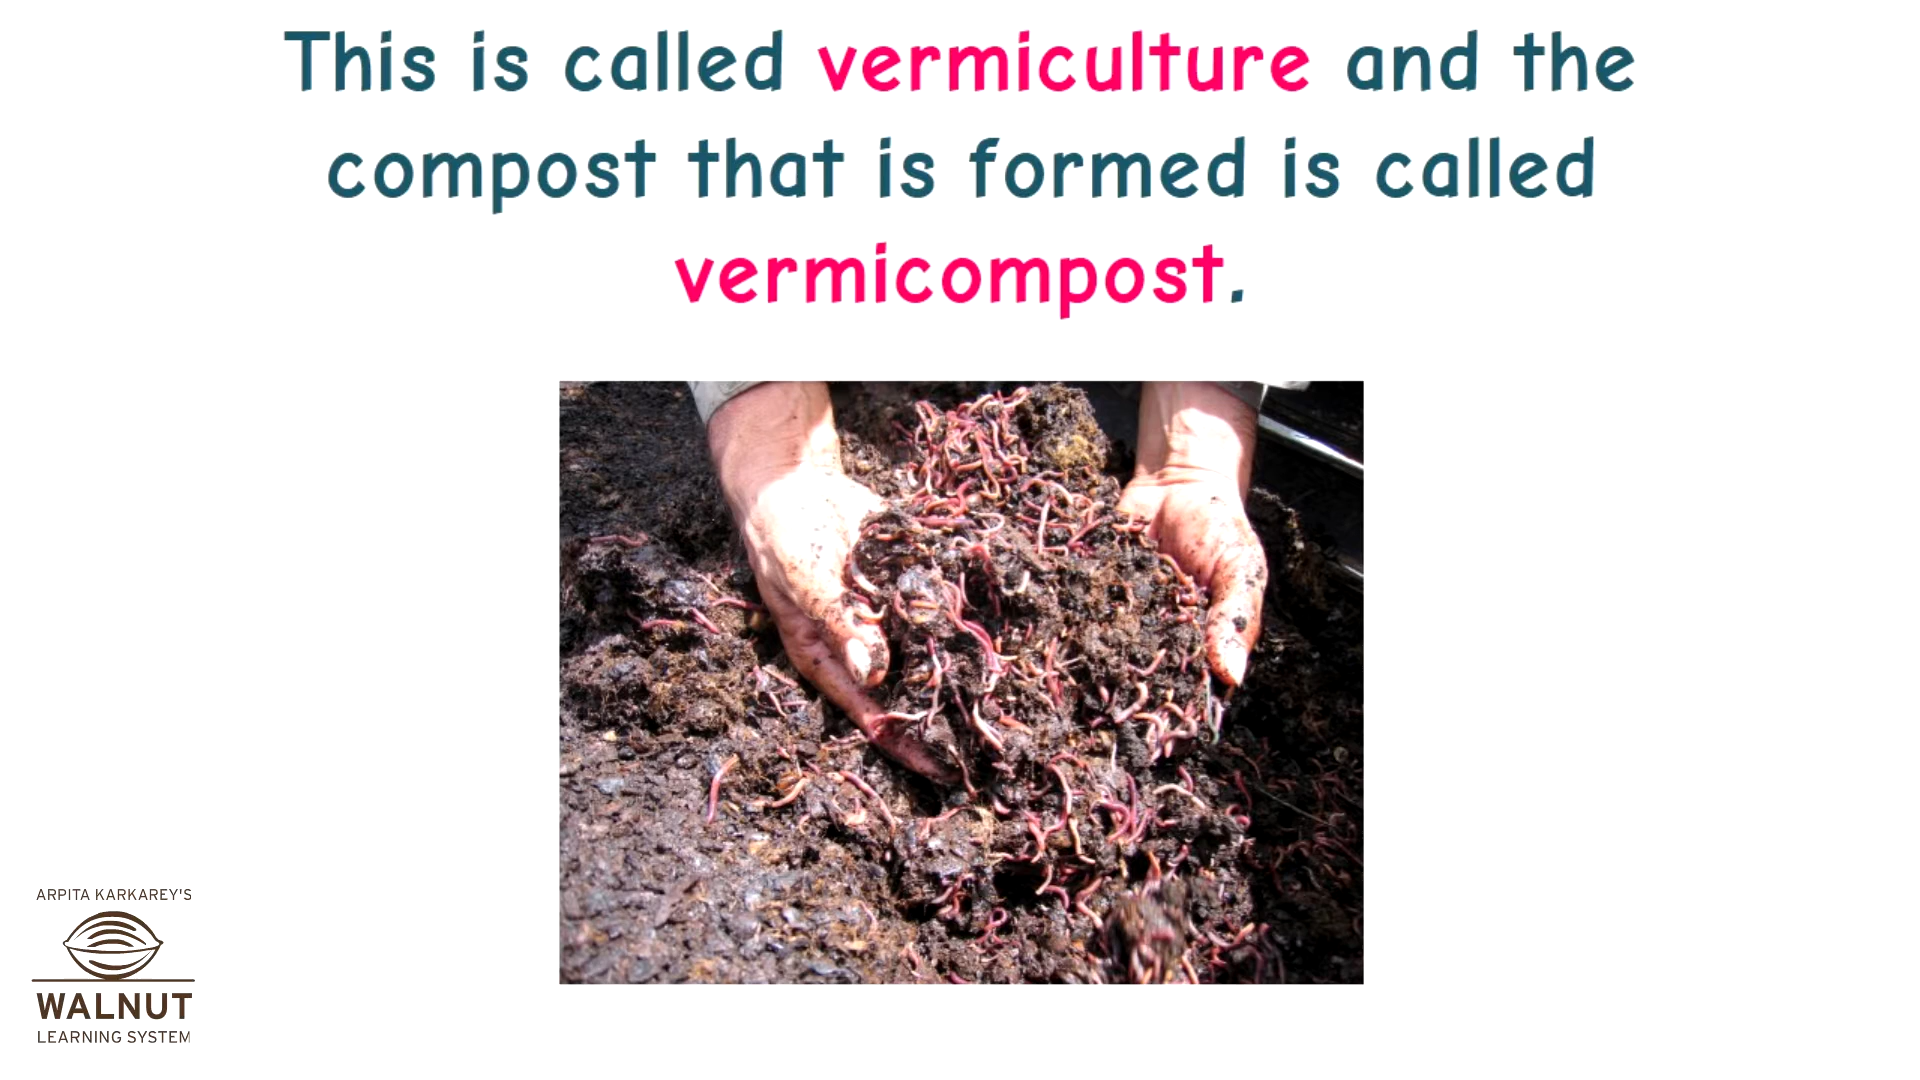 This is called vermiculture and the
compost that is formed is called
vermicompost.
ARPITA KARKAREY'S
WALNUT
LEARNING SYSTEM